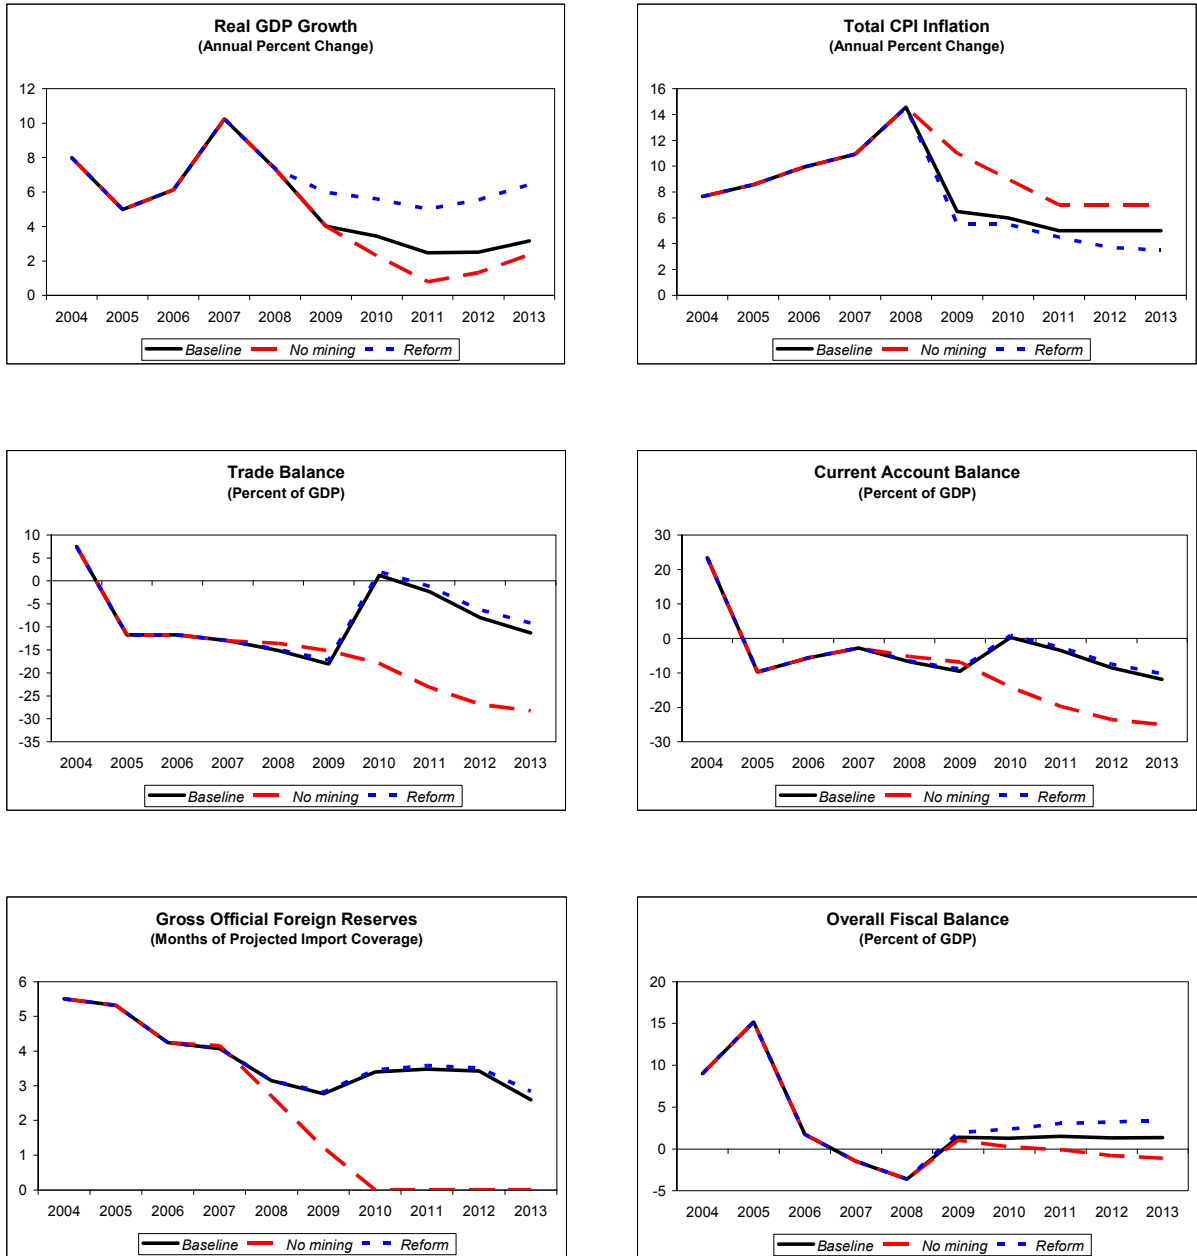 Real GDP Growth
(Annual Percent Change)
12
10
8
6
4
2
0
2004 2005 2006 2007 2008 2009 2010 2011 2012 2013
Baseline No mining Reform
Total CPI Inflation
(Annual Percent Change)
16
14
12
10
8
6
4
2
0
2004 2005 2006 2007 2008 2009 2010 2011 2012 2013
Baseline No mining Reform
Trade Balance
(Percent of GDP)
10
5
0
-5
-10
-15
-20
-25
-30
-35
2004 2005 2006 2007 2008 2009 2010 2011 2012 2013
Baseline No mining Reform
Current Account Balance
(Percent of GDP)
30
20
10
0
-10
-20
-30
2004 2005 2006 2007 2008 2009 2010 2011 2012 2013
Baseline No mining Reform
Gross Official Foreign Reserves
(Months of Projected Import Coverage)
6
5
4
3
2
1
0
2004 2005 2006 2007 2008 2009 2010 2011 2012 2013
Baseline No mining Reform
Overall Fiscal Balance
(Percent of GDP)
20
15
10
5
0
-5
2004 2005 2006 2007 2008 2009 2010 2011 2012 2013
Baseline No mining Reform